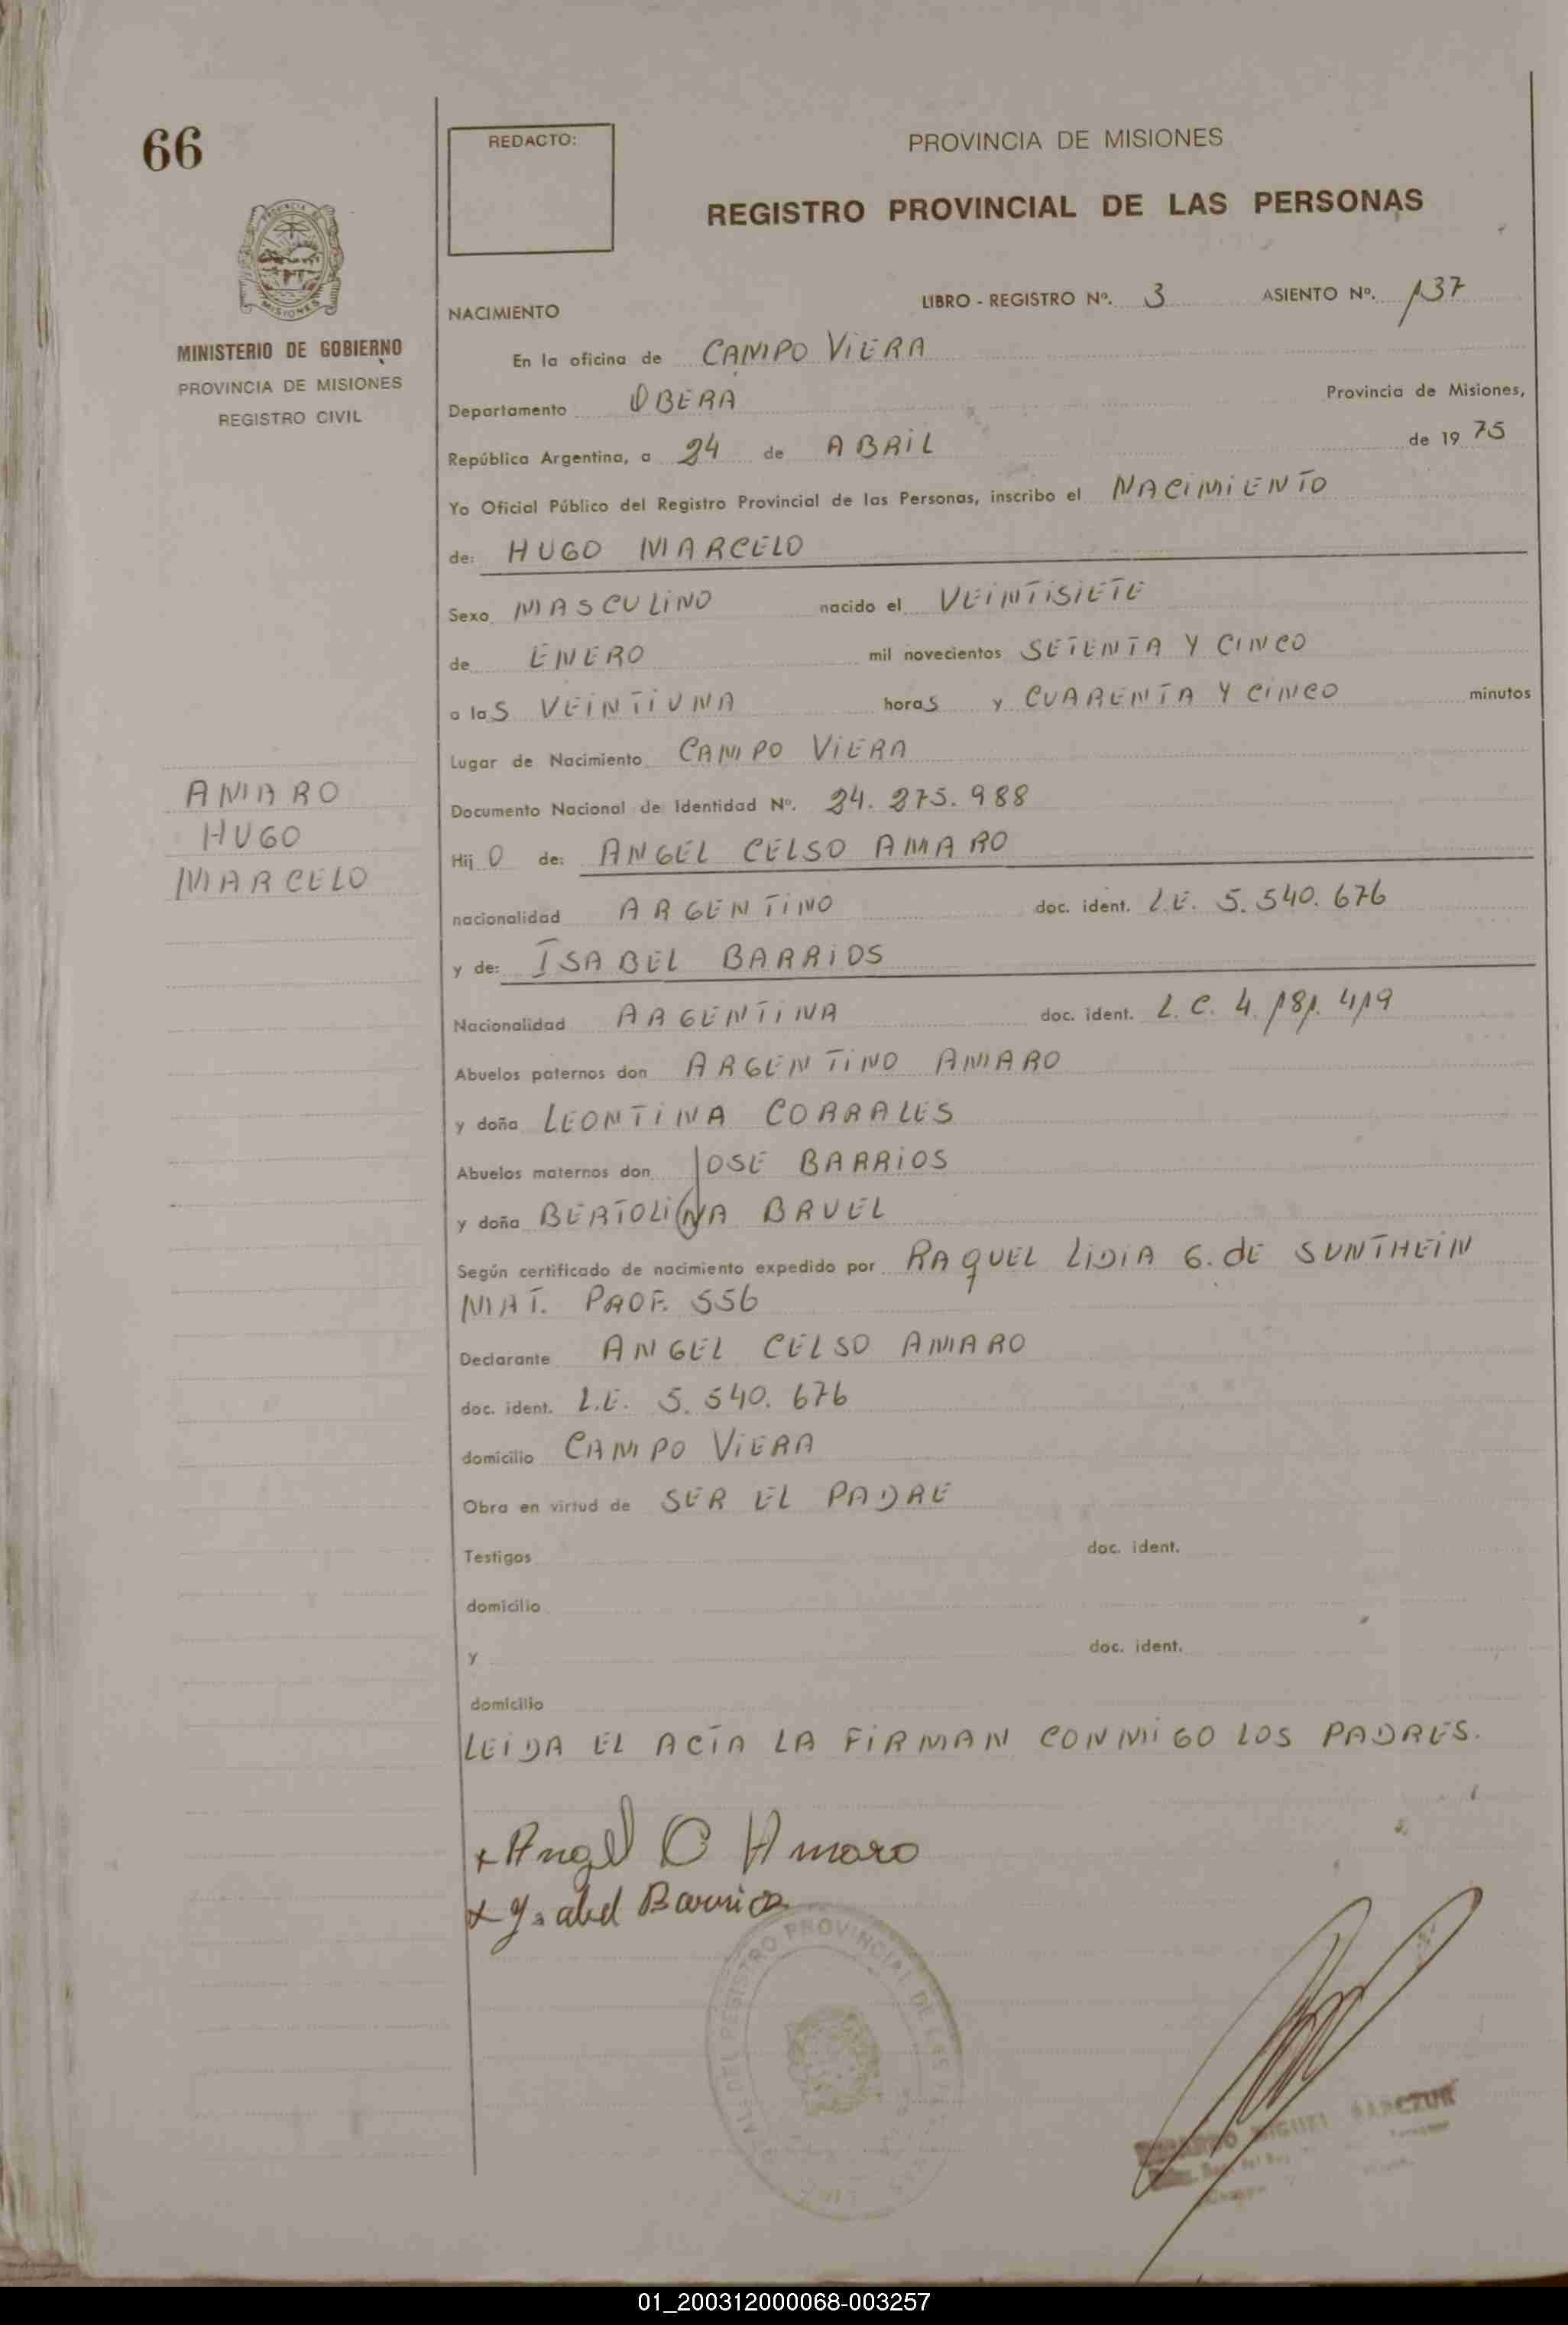 66
REDACTO:
PROVINCIA DE MISIONES
REGISTRO PROVINCIAL DE LAS PERSONAS
MINISTERIO DE GOBIERNO
PROVINCIA DE MISIONES
REGISTRO CIVIL
NACIMIENTO LIBRO - REGISTRO Nº. 3 ASIENTO Nº. 137
En la oficina de CAMPO VIERA
Departamento OBERA Provincia de Misiones,
República Argentina, a 24 de ABRIL de 19 75
Yo Oficial Público del Registro Provincial de las Personas, inscribo el NACIMIENTO
de: HUGO MARCELO
Sexo MASCULINO nacido el VEINTISIETE
de ENERO mil novecientos SETENTA Y CINCO
a las VEINTIUNA horas y CUARENTA Y CINCO minutos
Lugar de Nacimiento CAMPO VIERA
AMARO
HUGO
MARCELO
Documento Nacional de Identidad Nº. 24.275.988
Hij O de: ANGEL CELSO AMARO
nacionalidad ARGENTINO doc. ident. L.E. 5.540.676
y de: ISABEL BARRIOS
Nacionalidad ARGENTINA doc. ident. L.C. 4.181.419
Abuelos paternos don ARGENTINO AMARO
y doña LEONTINA CORRALES
Abuelos maternos don JOSE BARRIOS
y doña BERTOLINA BRUEL
Según certificado de nacimiento expedido por RAQUEL LIDIA G. DE SUNTHEIN
MAT. PROF. 556
Declarante ANGEL CELSO AMARO
doc. ident. L.E. 5.540.676
domicilio CAMPO VIERA
Obra en virtud de SER EL PADRE
Testigos doc. ident.
domicilio
y doc. ident.
domicilio
LEIDA EL ACTA LA FIRMAN CONMIGO LOS PADRES.
x Angel C Amaro
x Ysabel Barrios
REGISTRO PROVINCIAL DE LAS
MIGUEL
01_200312000068-003257